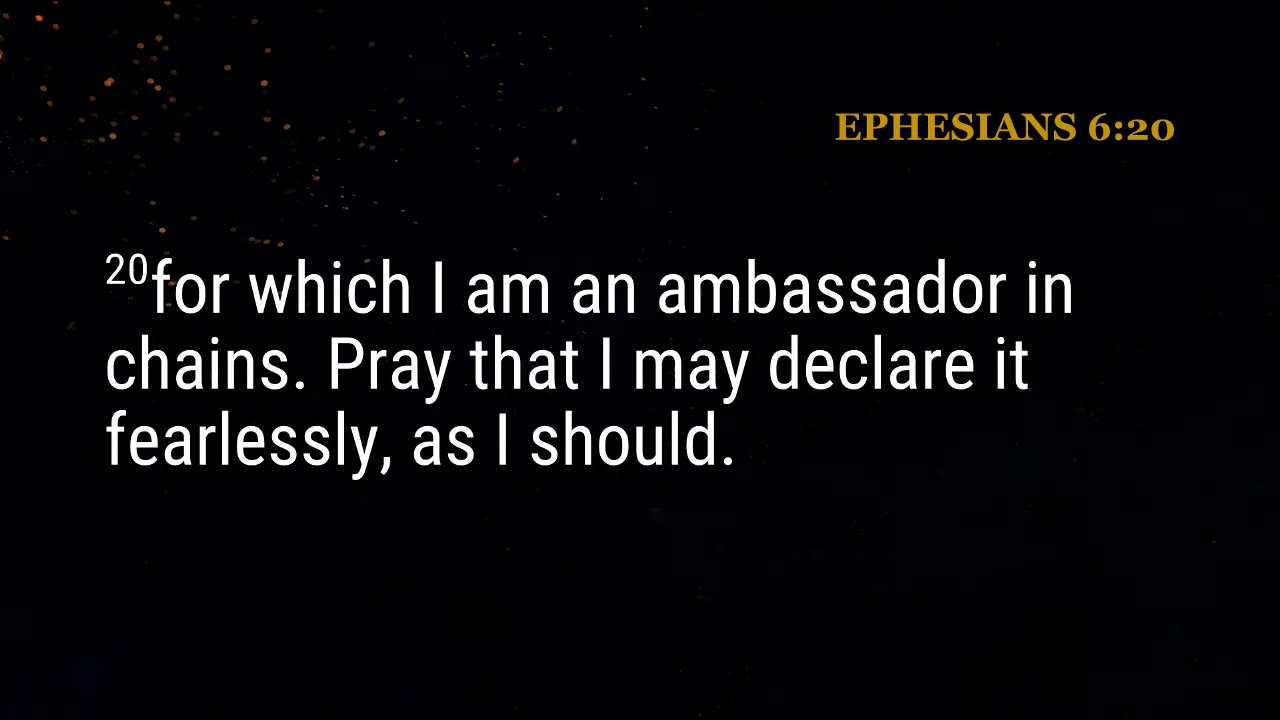 EPHESIANS 6:20
20for which I am an ambassador in
chains. Pray that I may declare it
fearlessly, as I should.